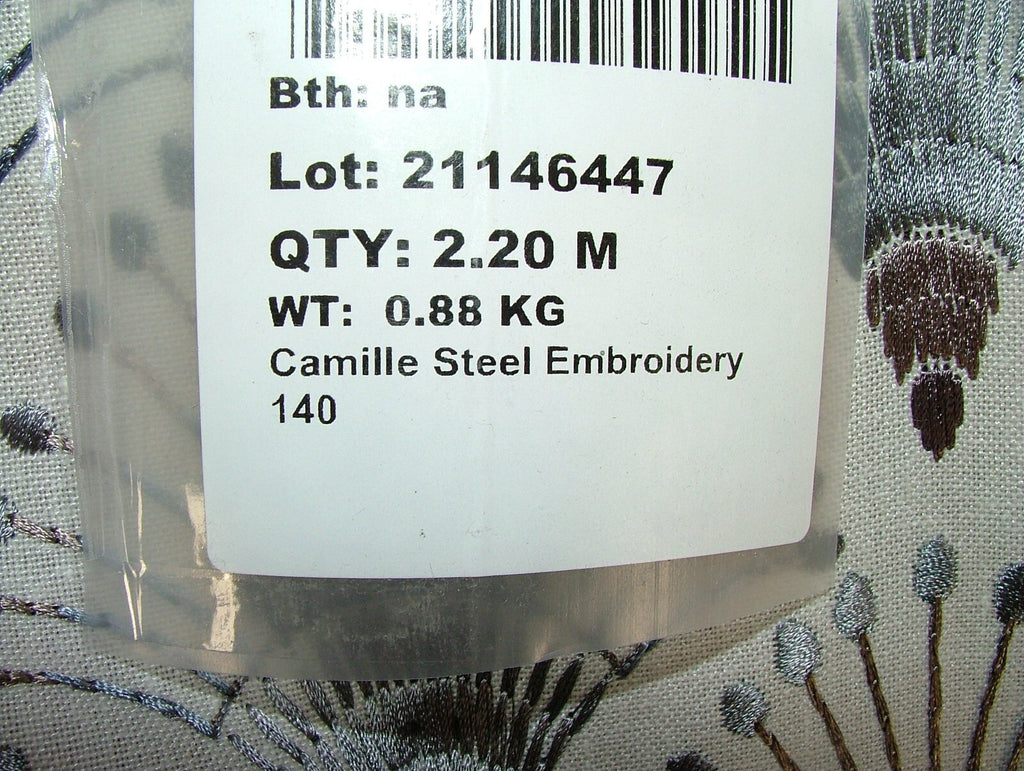 Bth: na
Lot: 21146447
QTY: 2.20 M
WT: 0.88 KG
Camille Steel Embroidery
140